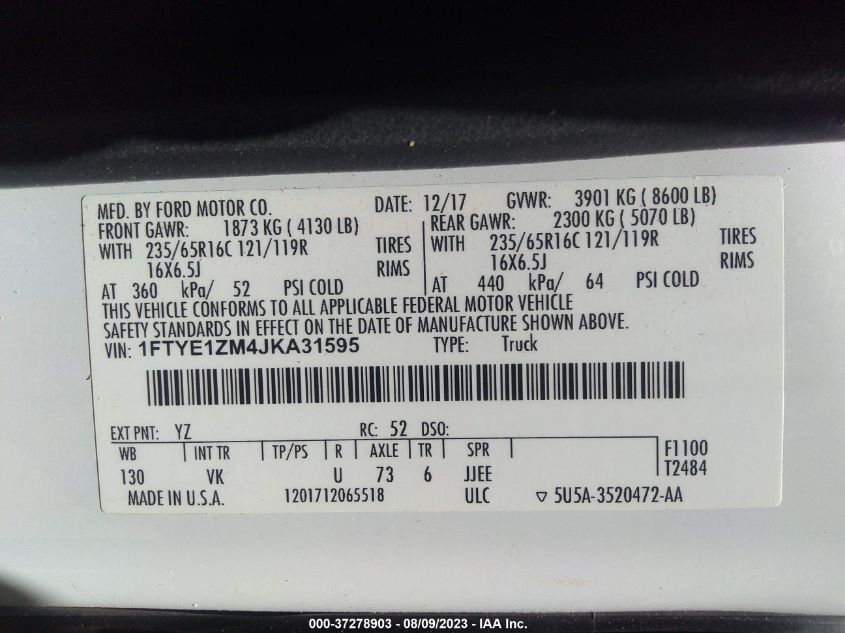 MFD. BY FORD MOTOR CO. DATE: 12/17 GVWR: 3901 KG ( 8600 LB)
FRONT GAWR: 1873 KG ( 4130 LB) REAR GAWR: 2300 KG ( 5070 LB)
WITH 235/65R16C 121/119R TIRES WITH 235/65R16C 121/119R TIRES
16X6.5J RIMS 16X6.5J RIMS
AT 360 kPa/ 52 PSI COLD AT 440 kPa/ 64 PSI COLD
THIS VEHICLE CONFORMS TO ALL APPLICABLE FEDERAL MOTOR VEHICLE
SAFETY STANDARDS IN EFFECT ON THE DATE OF MANUFACTURE SHOWN ABOVE.
VIN: 1FTYE1ZM4JKA31595 TYPE: Truck
EXT PNT: YZ RC: 52 DSO:
WB INT TR TP/PS R AXLE TR SPR F1100
130 VK U 73 6 JJEE T2484
MADE IN U.S.A. 1201712065518 ULC ▽ 5U5A-3520472-AA
000-37278903 - 08/09/2023 - IAA Inc.